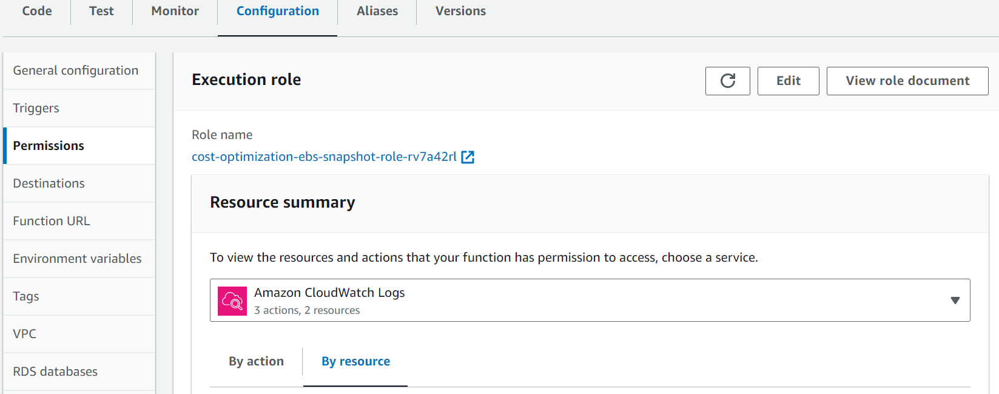 Code Test Monitor Configuration Aliases Versions
General configuration
Triggers
Permissions
Destinations
Function URL
Environment variables
Tags
VPC
RDS databases
Execution role
Edit
View role document
Role name
cost-optimization-ebs-snapshot-role-rv7a42rl
Resource summary
To view the resources and actions that your function has permission to access, choose a service.
Amazon CloudWatch Logs
3 actions, 2 resources
By action By resource